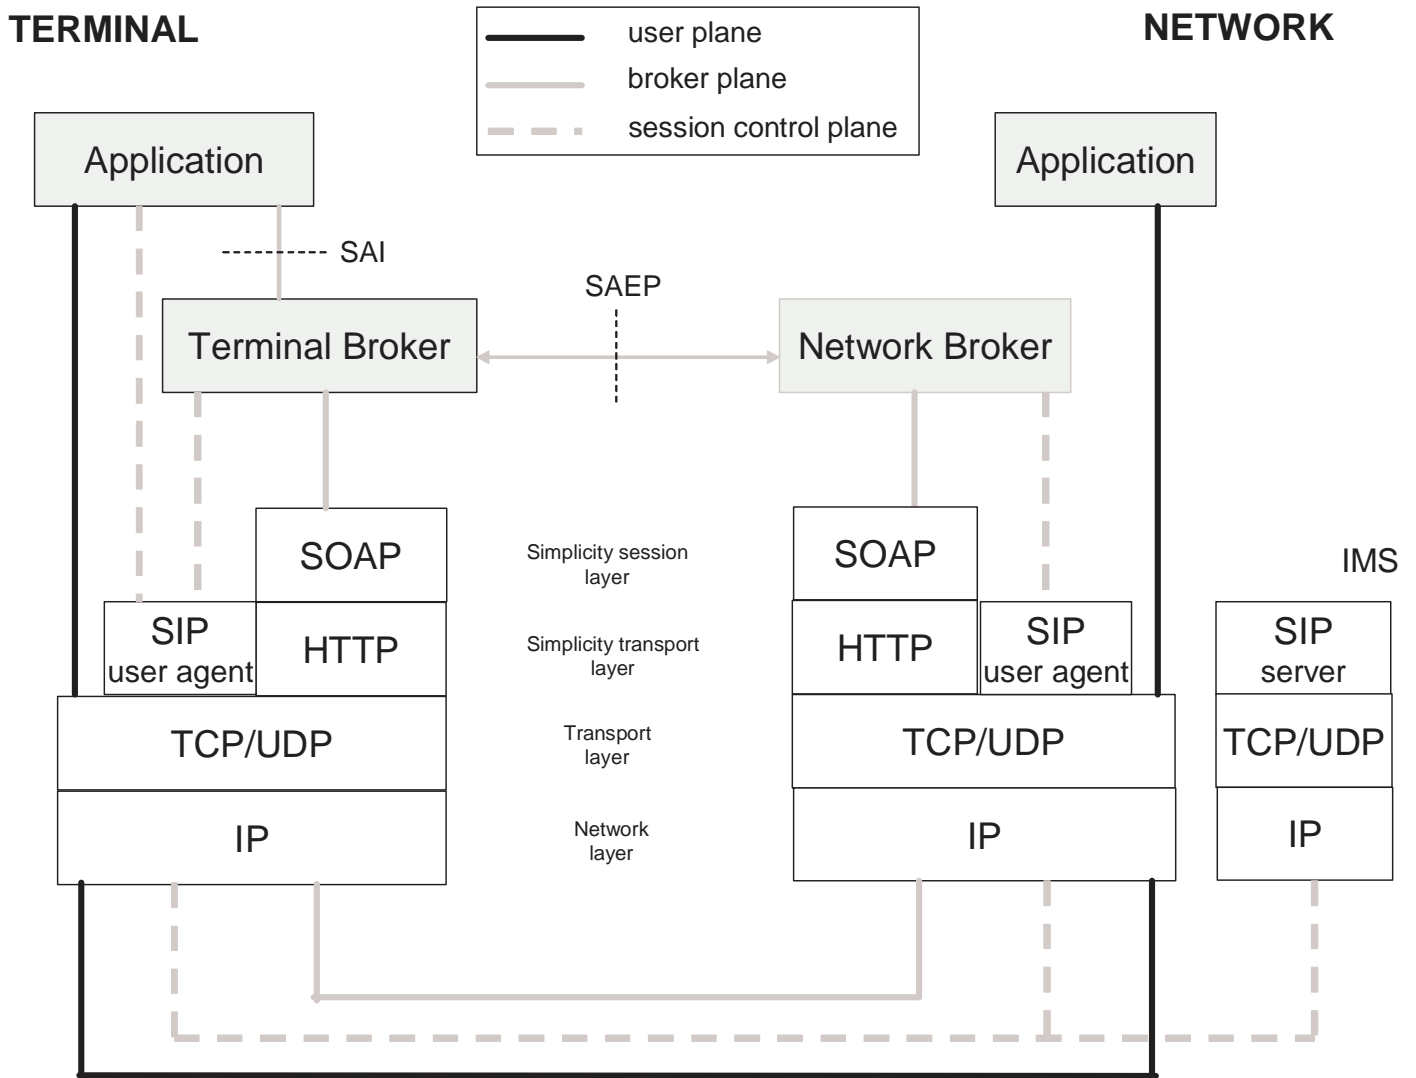 TERMINAL
NETWORK
user plane
broker plane
session control plane
Application
Application
SAI
SAEP
Terminal Broker
Network Broker
SOAP
Simplicity session
layer
SOAP
IMS
SIP
user agent
HTTP
Simplicity transport
layer
HTTP
SIP
user agent
SIP
server
TCP/UDP
Transport
layer
TCP/UDP
TCP/UDP
IP
Network
layer
IP
IP